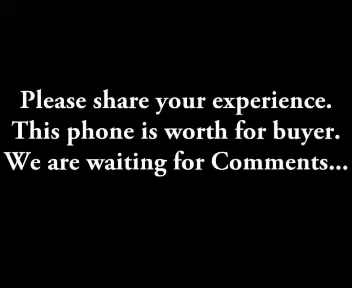 Please share your experience.
This phone is worth for buyer.
We are waiting for Comments...